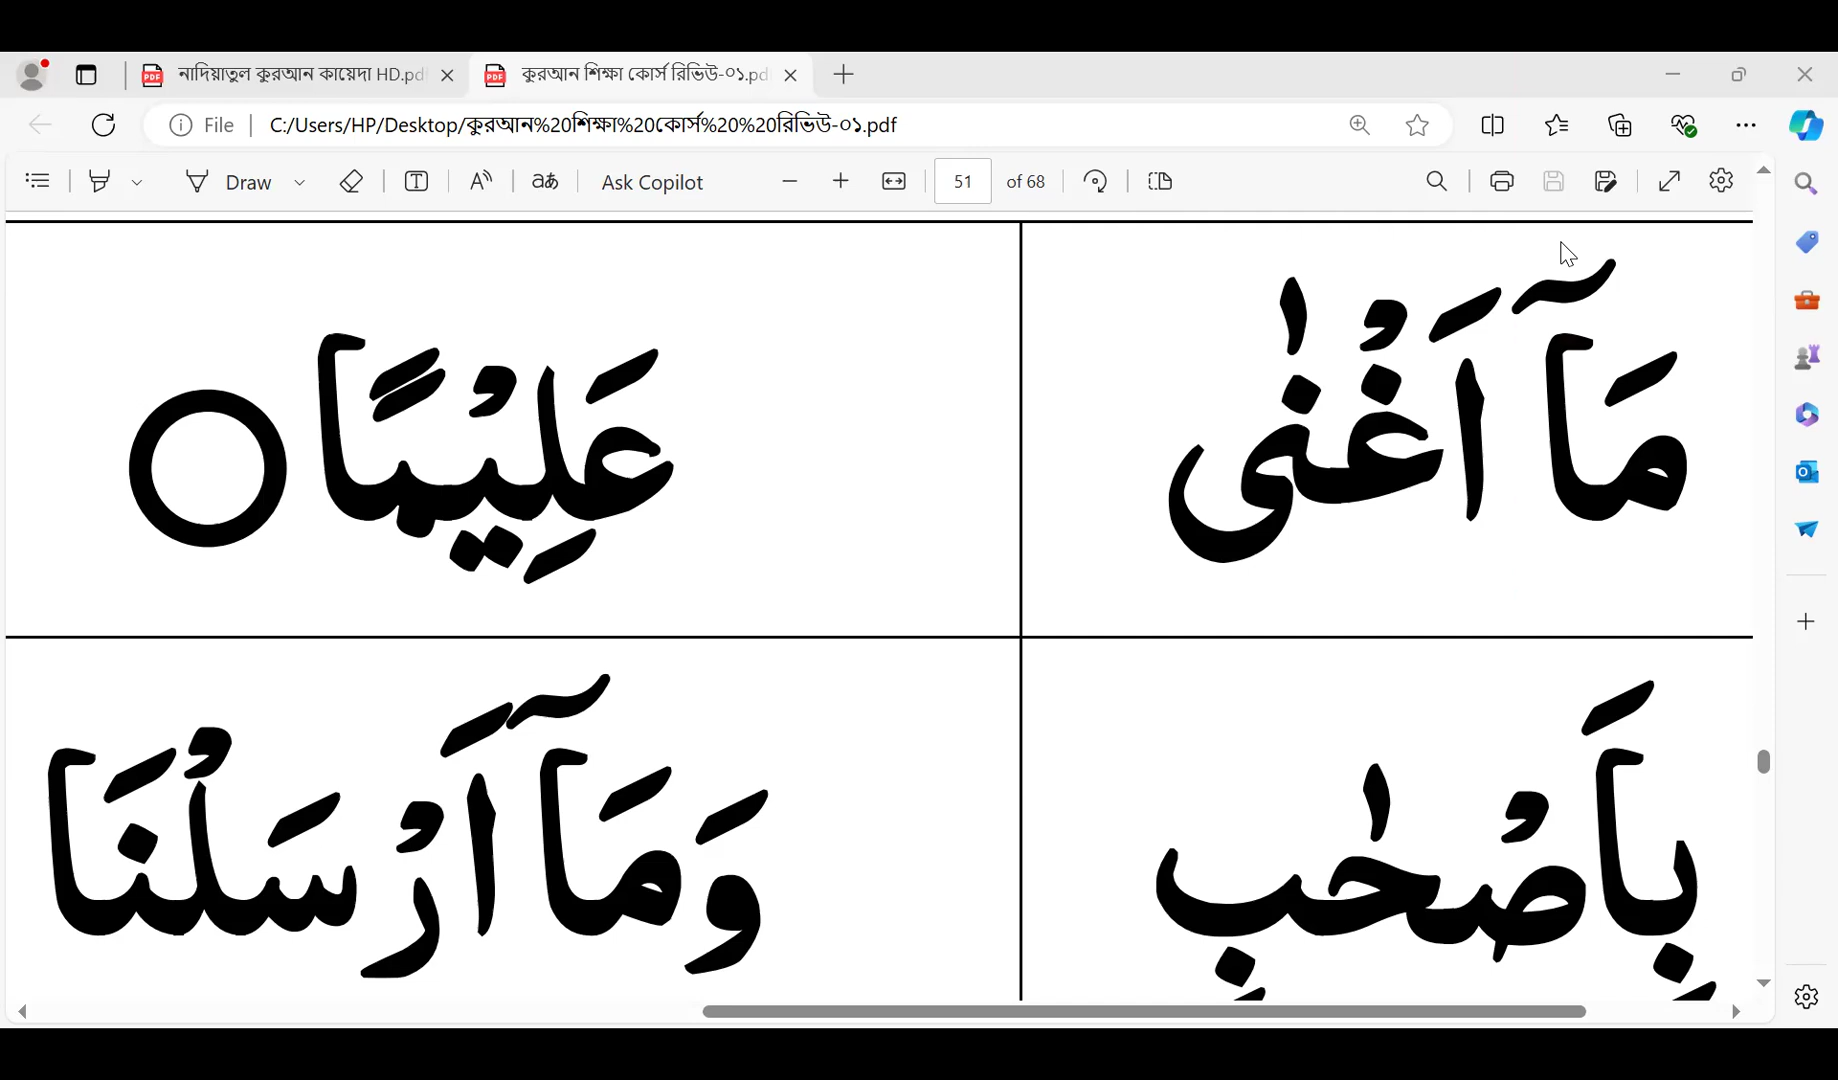 নাদিয়াতুল কুরআন কায়েদা HD.pdf
কুরআন শিক্ষা কোর্স রিভিউ-০১.pd
File
C:/Users/HP/Desktop/কুরআন%20শিক্ষা%20কোর্স%20%20রিভিউ-০১.pdf
Draw
Ask Copilot
51 of 68
مَاۤ اَغْنٰى
عَلِيْمًا
بِاَصْحٰبِ
وَمَاۤ اَرْسَلْنَا